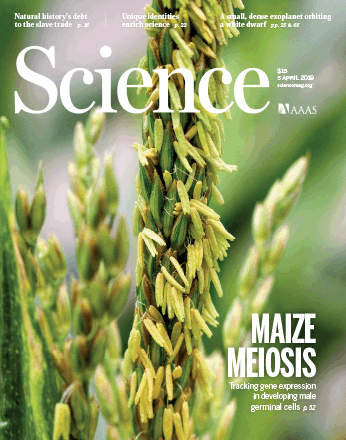 Natural history's debt
to the slave trade p. 16
Unique identities
enrich science p. 22
A small, dense exoplanet orbiting
a white dwarf pp. 25 & 66
Science
$15
5 APRIL 2019
sciencemag.org
AAAS
MAIZE
MEIOSIS
Tracking gene expression
in developing male
germinal cells p. 52